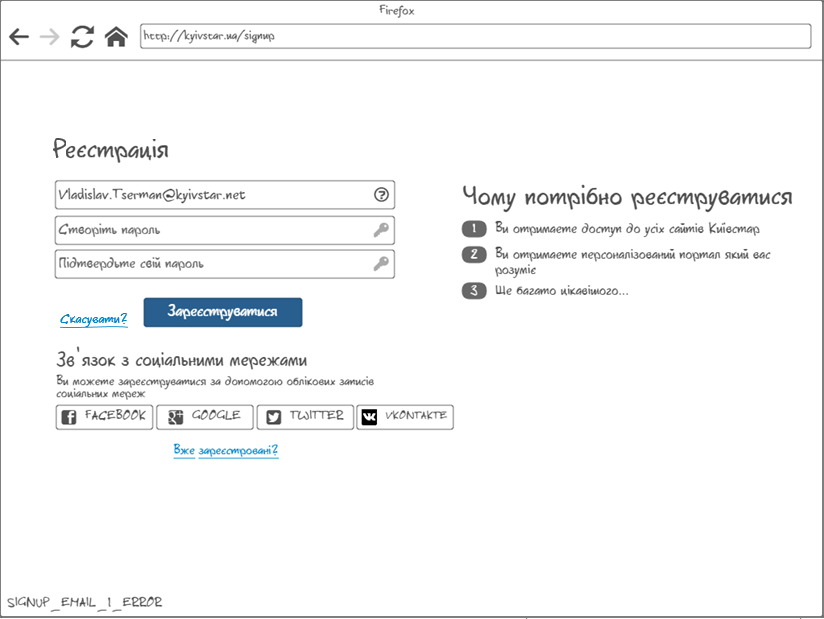 Firefox
http://kyivstar.ua/signup
Реєстрація
Vladislav.Tserman@kyivstar.net
?
Створіть пароль
Підтвердьте свій пароль
Скасувати?
Зареєструватися
Зв'язок з соціальними мережами
Ви можете зареєструватися за допомогою облікових записів
соціальних мереж
f FACEBOOK
g+ GOOGLE
TWITTER
VKONTAKTE
Вже зареєстровані?
Чому потрібно реєструватися
1 Ви отримаєте доступ до усіх сайтів Київстар
2 Ви отримаєте персоналізований портал який вас
розуміє
3 Ще багато цікавішого...
SIGNUP_EMAIL_1_ERROR